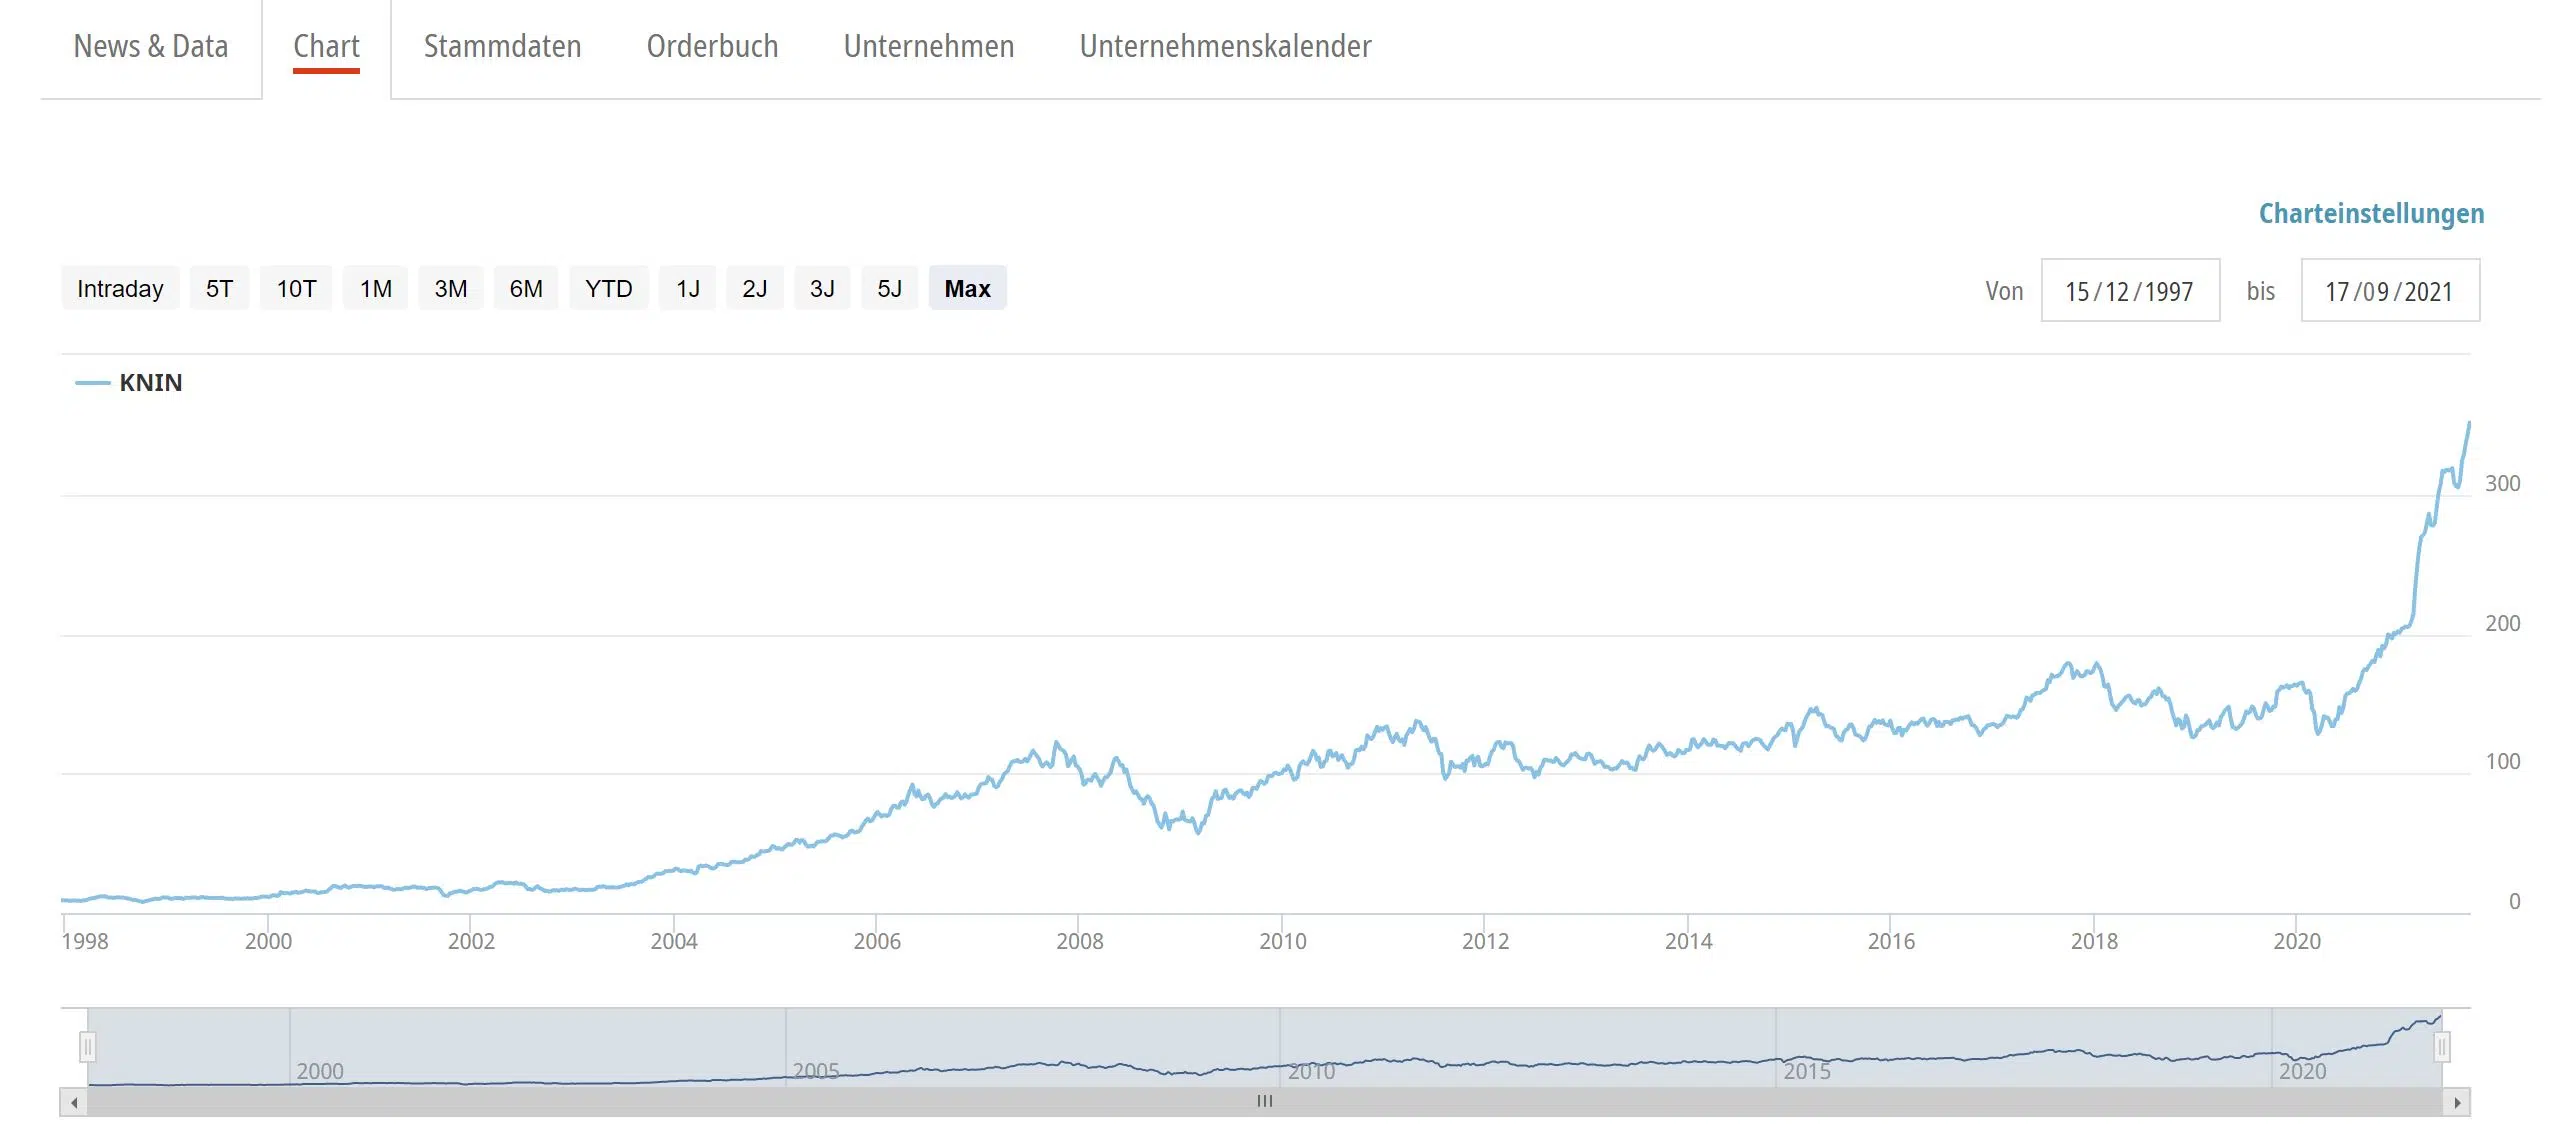 News & Data Chart Stammdaten Orderbuch Unternehmen Unternehmenskalender
Charteinstellungen
Intraday 5T 10T 1M 3M 6M YTD 1J 2J 3J 5J Max Von 15/12/1997 bis 17/09/2021
KNIN
300
200
100
0
1998 2000 2002 2004 2006 2008 2010 2012 2014 2016 2018 2020
2000 2005 2010 2015 2020